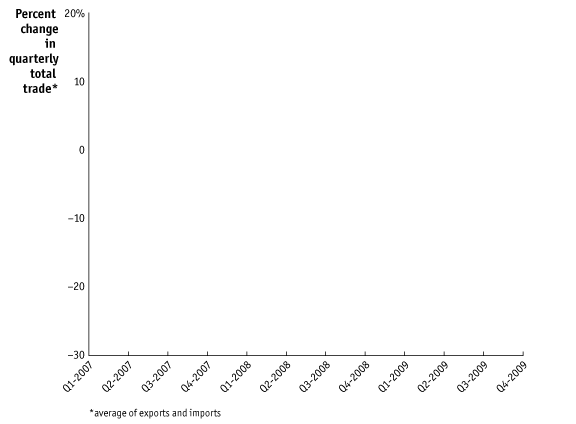 Percent
change
in
quarterly
total
trade*
20%
10
0
–10
–20
–30
Q1-2007
Q2-2007
Q3-2007
Q4-2007
Q1-2008
Q2-2008
Q3-2008
Q4-2008
Q1-2009
Q2-2009
Q3-2009
Q4-2009
*average of exports and imports